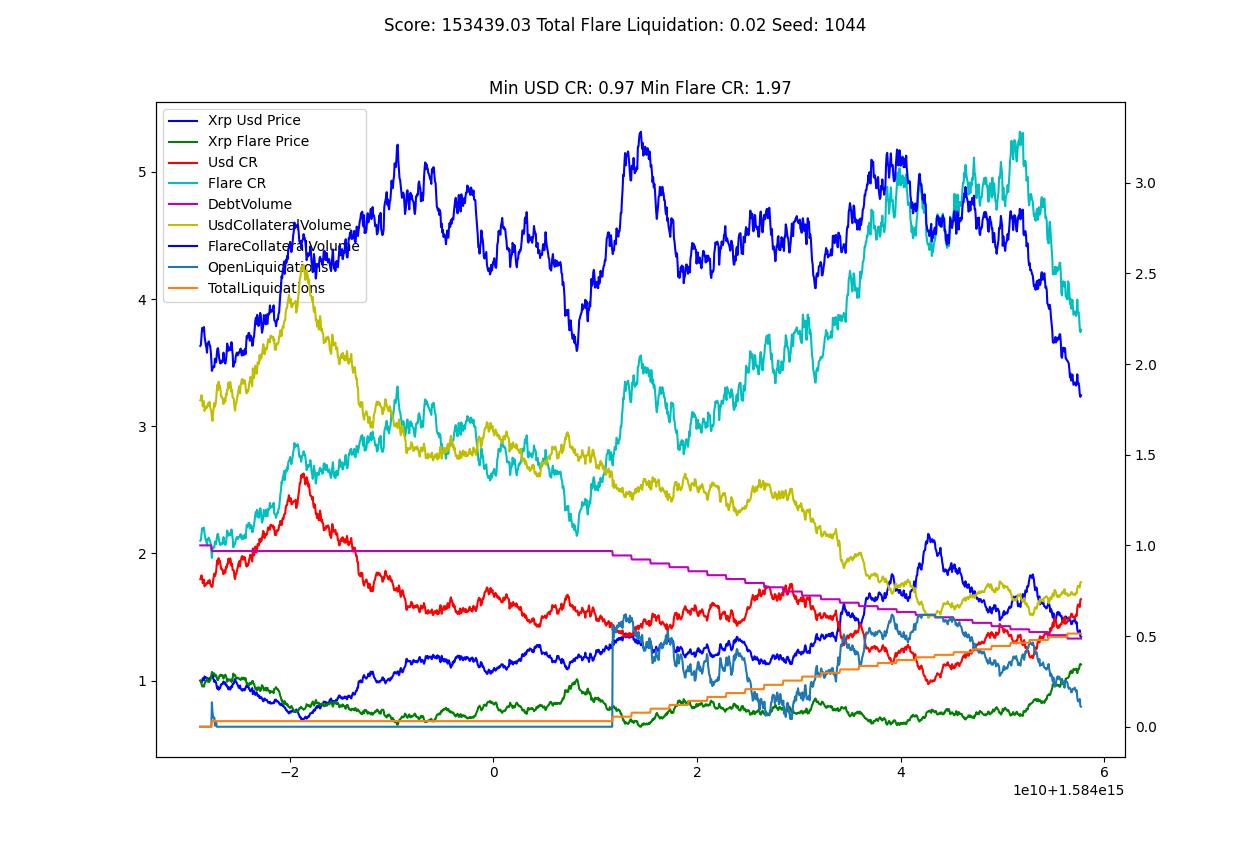 Score: 153439.03 Total Flare Liquidation: 0.02 Seed: 1044
Min USD CR: 0.97 Min Flare CR: 1.97
Xrp Usd Price
Xrp Flare Price
Usd CR
Flare CR
DebtVolume
UsdCollateralVolume
FlareCollateralVolume
OpenLiquidations
TotalLiquidations
5
4
3
2
1
3.0
2.5
2.0
1.5
1.0
0.5
0.0
−2 0 2 4 6
1e10+1.584e15